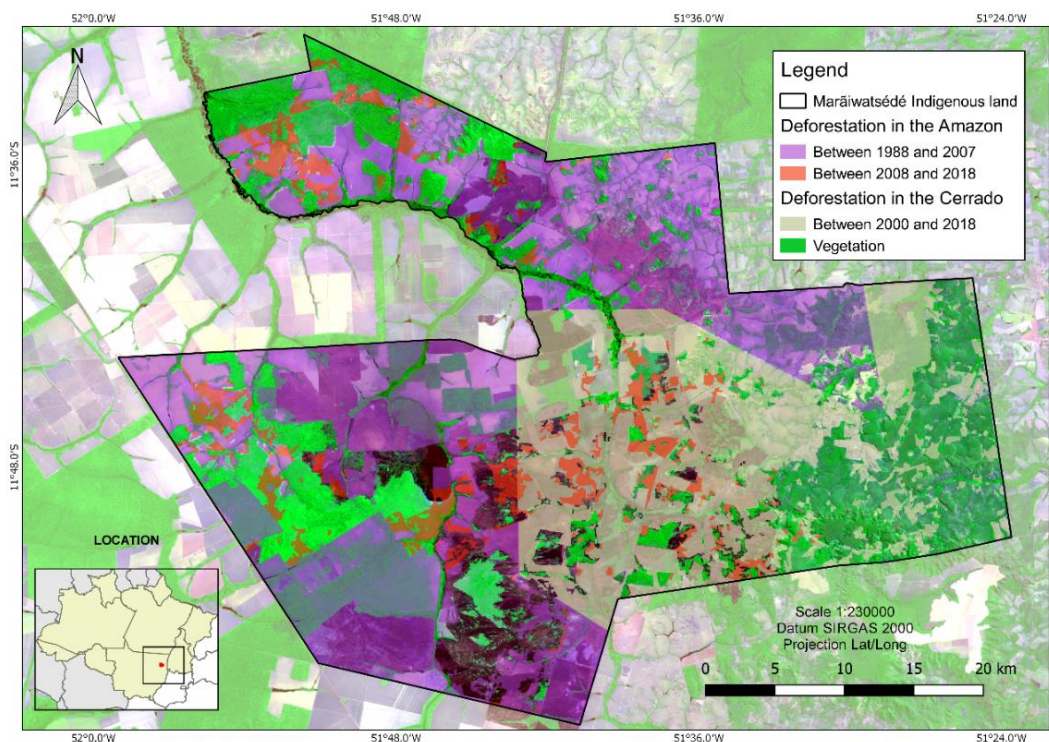 52°0.0'W
51°48.0'W
51°36.0'W
51°24.0'W
N
Legend
Marãiwatsédé Indigenous land
Deforestation in the Amazon
Between 1988 and 2007
Between 2008 and 2018
Deforestation in the Cerrado
Between 2000 and 2018
Vegetation
11°36.0'S
11°48.0'S
LOCATION
Scale 1:230000
Datum SIRGAS 2000
Projection Lat/Long
0 5 10 15 20 km
52°0.0'W
51°48.0'W
51°36.0'W
51°24.0'W